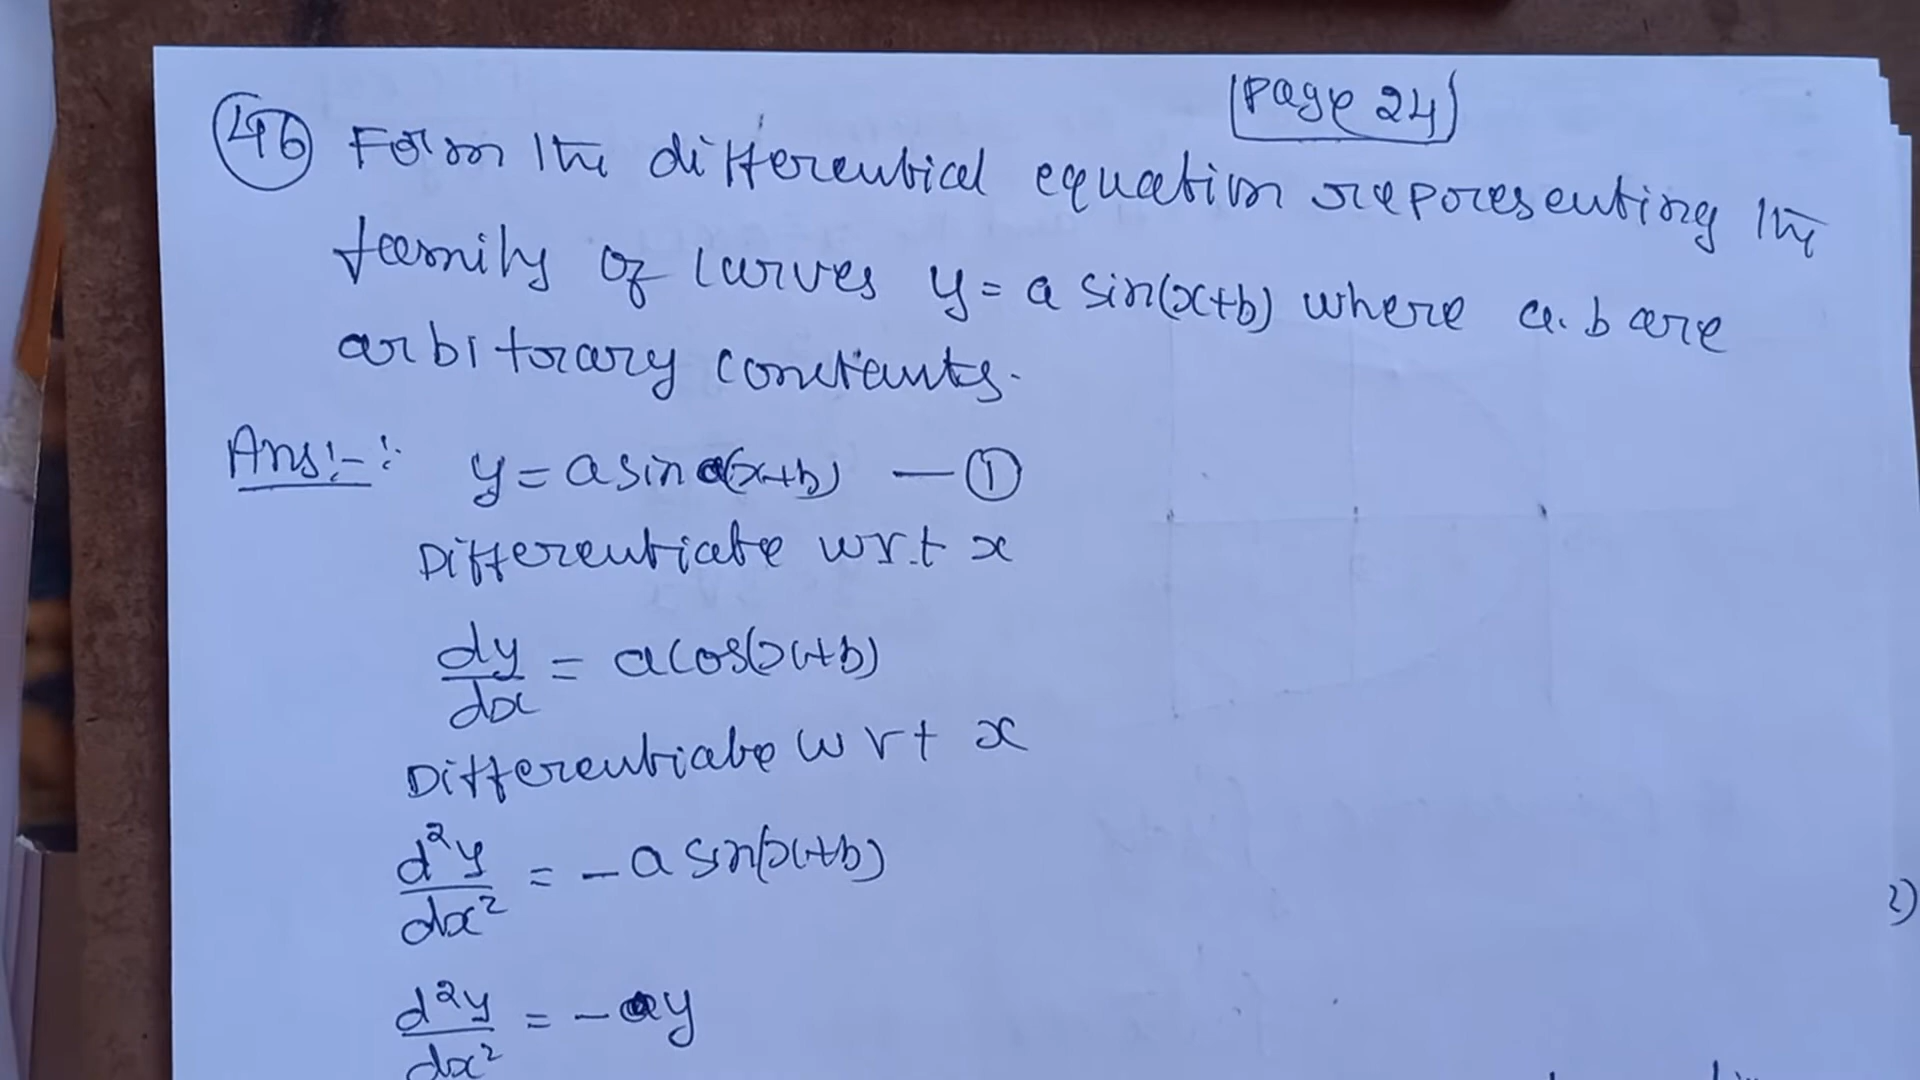 Page 24
46 Form the differential equation representing the
family of curves y = a sin(x+b) where a, b are
arbitrary constants.
Ans:- y = a sin (x+b) — ①
Differentiate w r.t x
dy/dx = a cos(x+b)
Differentiate w r t x
d²y/dx² = - a sin(x+b)
d²y/dx² = - y
2)